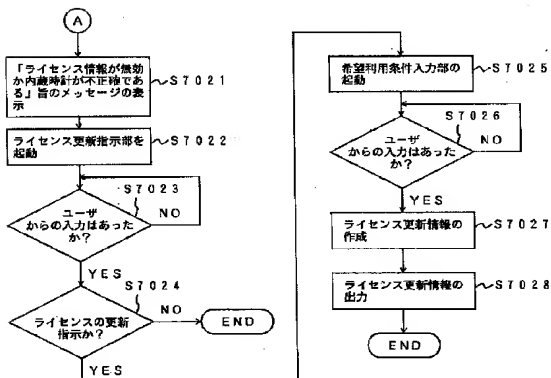 A
「ライセンス情報が無効
か内蔵時計が不正確であ
る」旨のメッセージの表
示
S7021
ライセンス更新指示部を
起動
S7022
S7023
ユーザ
からの入力はあった
か？
NO
YES
S7024
ライセンスの更新
指示か？
NO
END
YES
希望利用条件入力部の
起動
S7025
S7026
ユーザ
からの入力はあった
か？
NO
YES
ライセンス更新情報の
作成
S7027
ライセンス更新情報の
出力
S7028
END